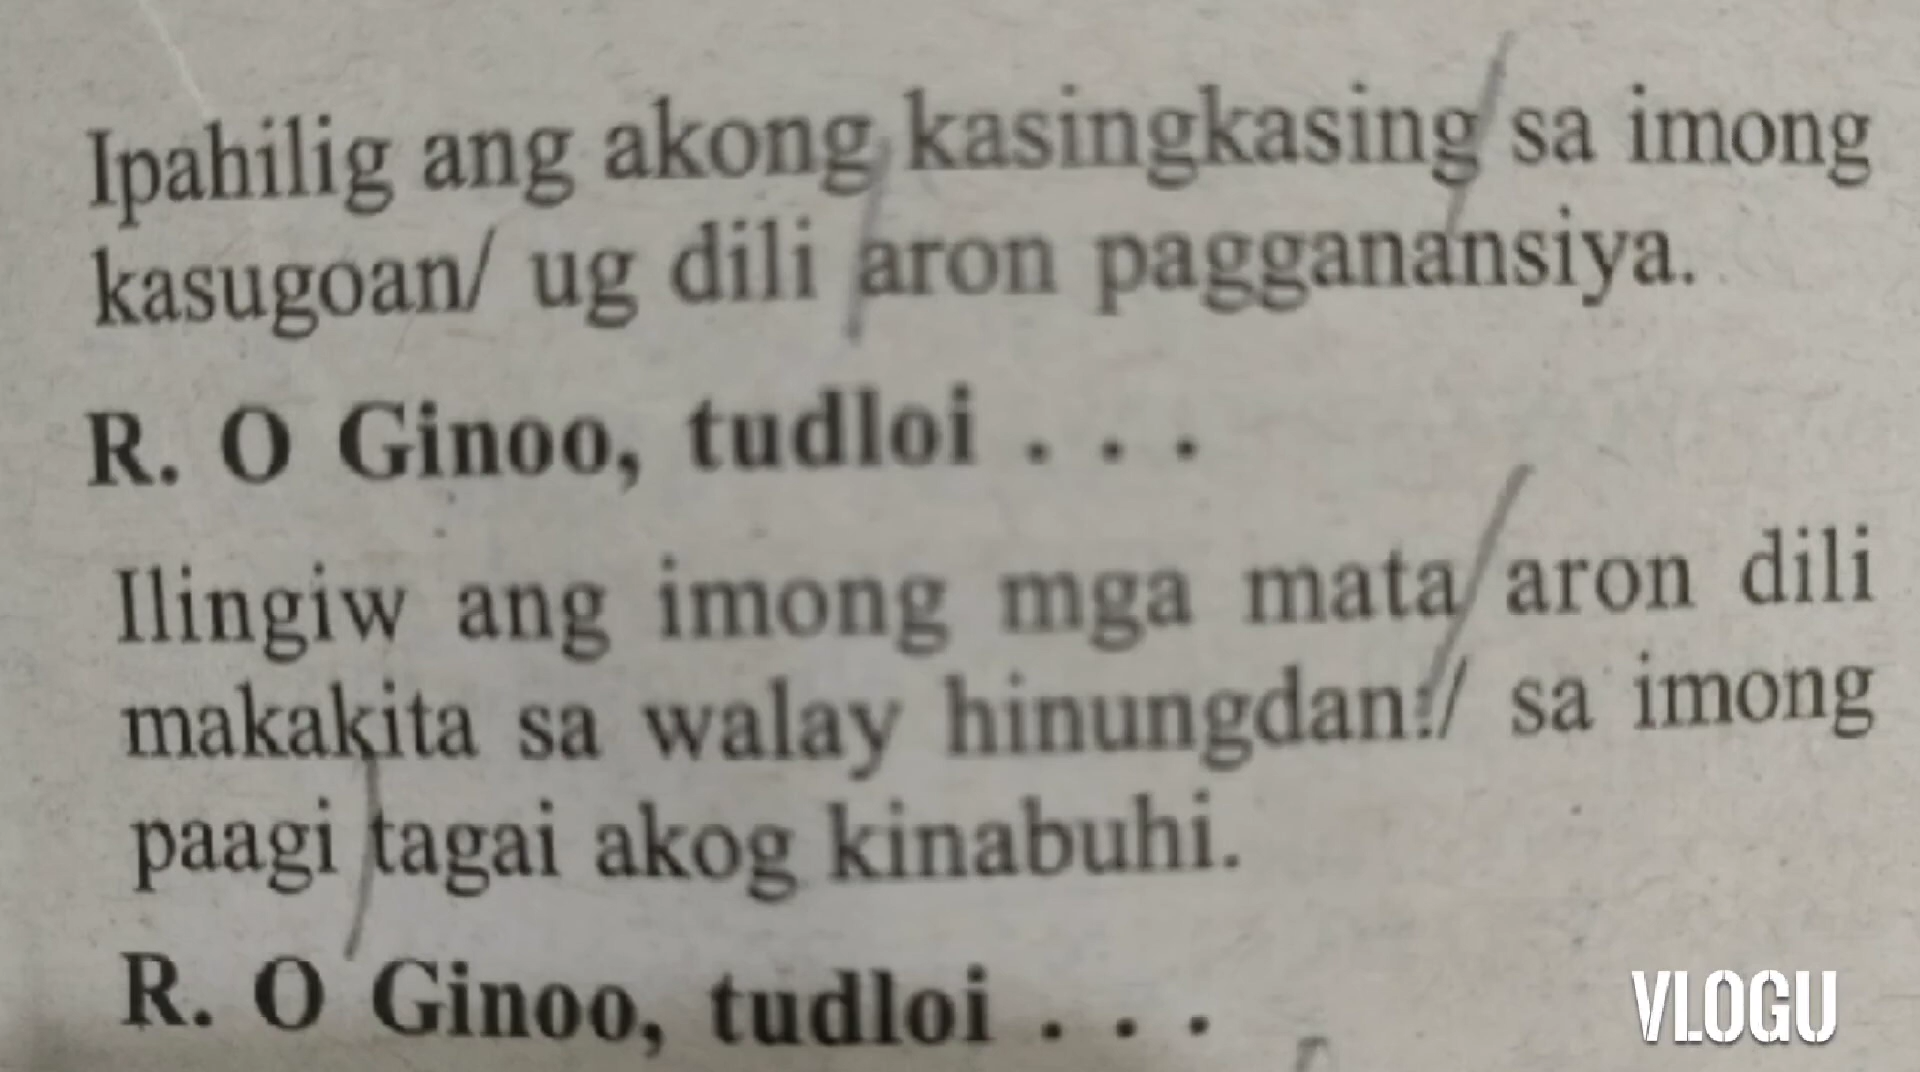 Ipahilig ang akong kasingkasing sa imong
kasugoan/ ug dili aron pagganansiya.
R. O Ginoo, tudloi . . .
Ilingiw ang imong mga mata aron dili
makakita sa walay hinungdan:/ sa imong
paagi tagai akog kinabuhi.
R. O Ginoo, tudloi . . .
VLOGU